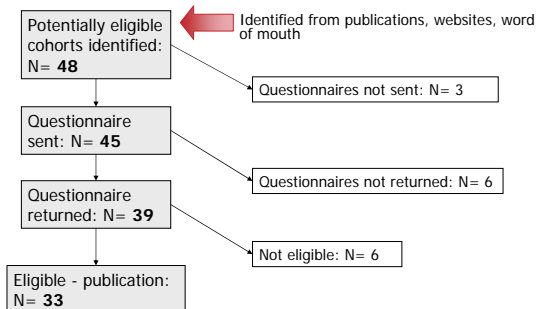 Potentially eligible
cohorts identified:
N= 48
Identified from publications, websites, word
of mouth
Questionnaires not sent: N= 3
Questionnaire
sent: N= 45
Questionnaires not returned: N= 6
Questionnaire
returned: N= 39
Not eligible: N= 6
Eligible - publication:
N= 33